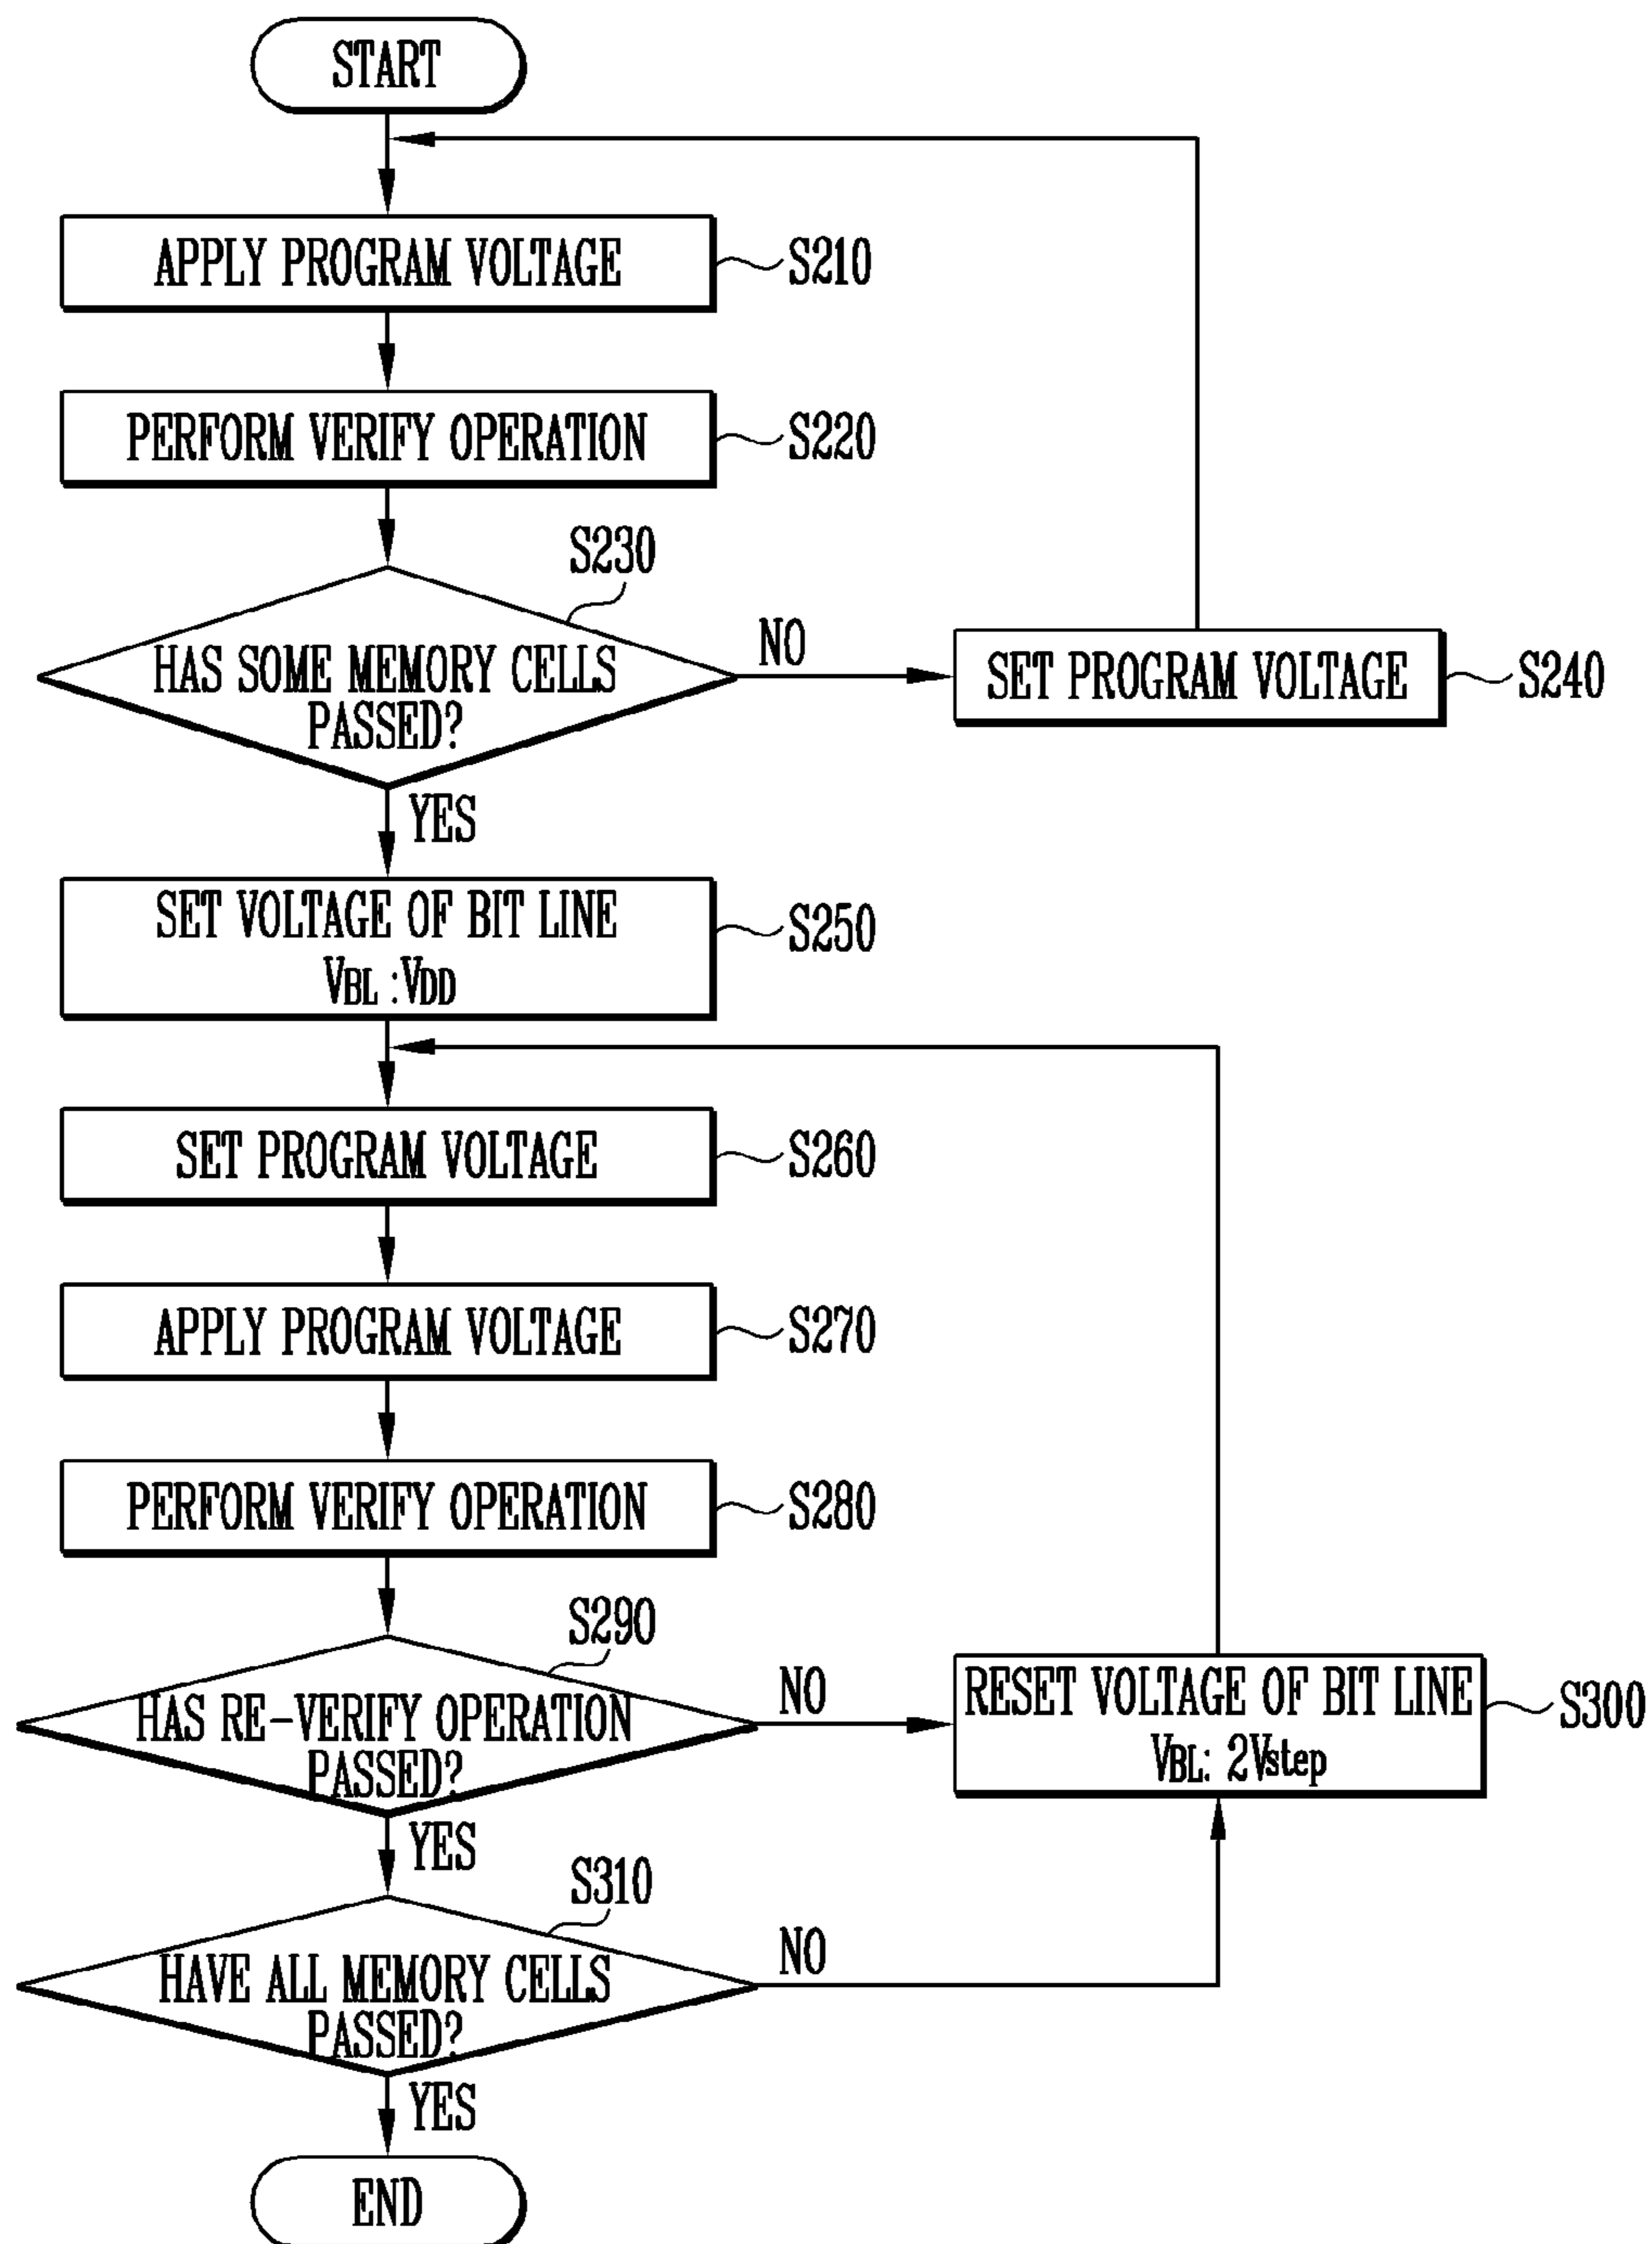 START
APPLY PROGRAM VOLTAGE
S210
PERFORM VERIFY OPERATION
S220
S230
HAS SOME MEMORY CELLS
PASSED?
NO
SET PROGRAM VOLTAGE
S240
YES
SET VOLTAGE OF BIT LINE
VBL :VDD
S250
SET PROGRAM VOLTAGE
S260
APPLY PROGRAM VOLTAGE
S270
PERFORM VERIFY OPERATION
S280
S290
HAS RE-VERIFY OPERATION
PASSED?
NO
RESET VOLTAGE OF BIT LINE
VBL: 2Vstep
S300
YES
S310
HAVE ALL MEMORY CELLS
PASSED?
NO
YES
END